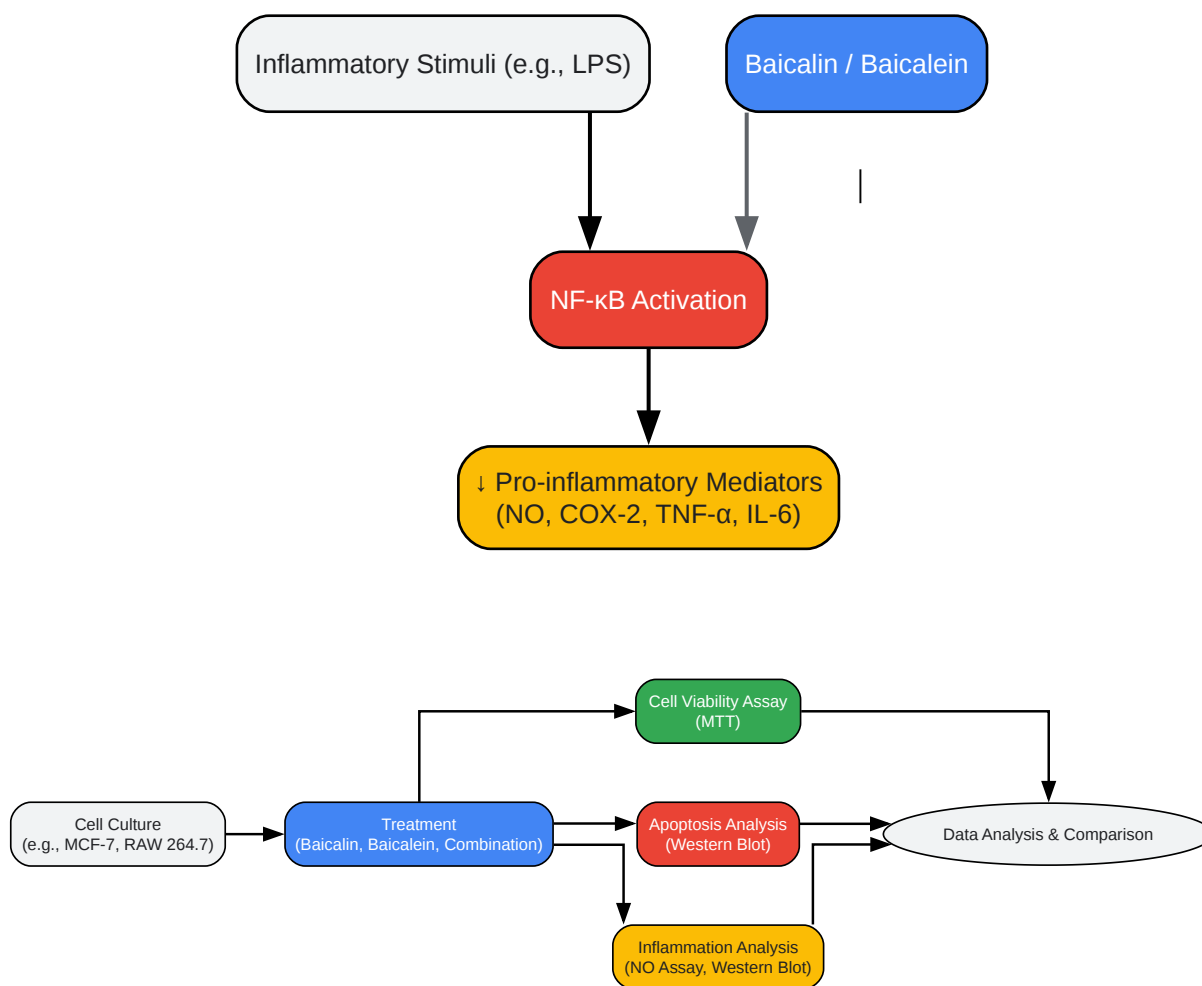 Inflammatory Stimuli (e.g., LPS)
Baicalin / Baicalein
|
NF-κB Activation
↓ Pro-inflammatory Mediators
(NO, COX-2, TNF-α, IL-6)
Cell Viability Assay
(MTT)
Cell Culture
(e.g., MCF-7, RAW 264.7)
Treatment
(Baicalin, Baicalein, Combination)
Apoptosis Analysis
(Western Blot)
Data Analysis & Comparison
Inflammation Analysis
(NO Assay, Western Blot)